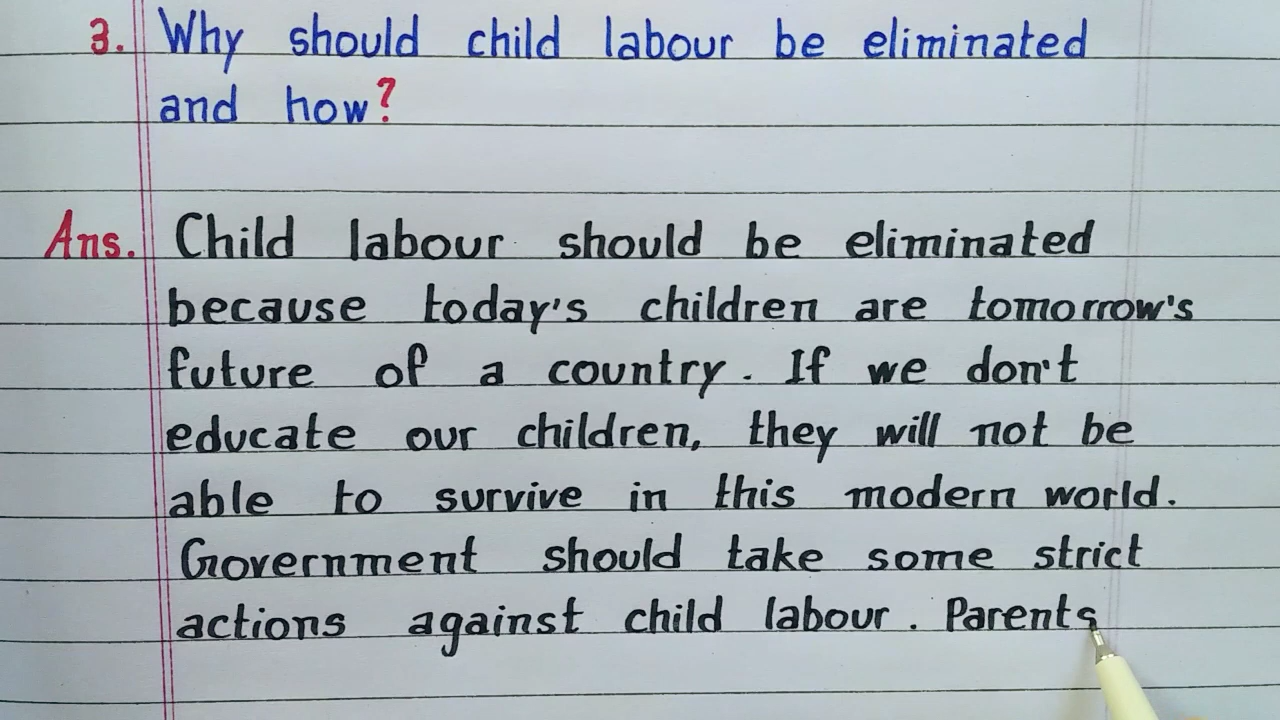 3. Why should child labour be eliminated
and how?
Ans. Child labour should be eliminated
because today's children are tomorrow's
future of a country. If we don't
educate our children, they will not be
able to survive in this modern world.
Government should take some strict
actions against child labour. Parents